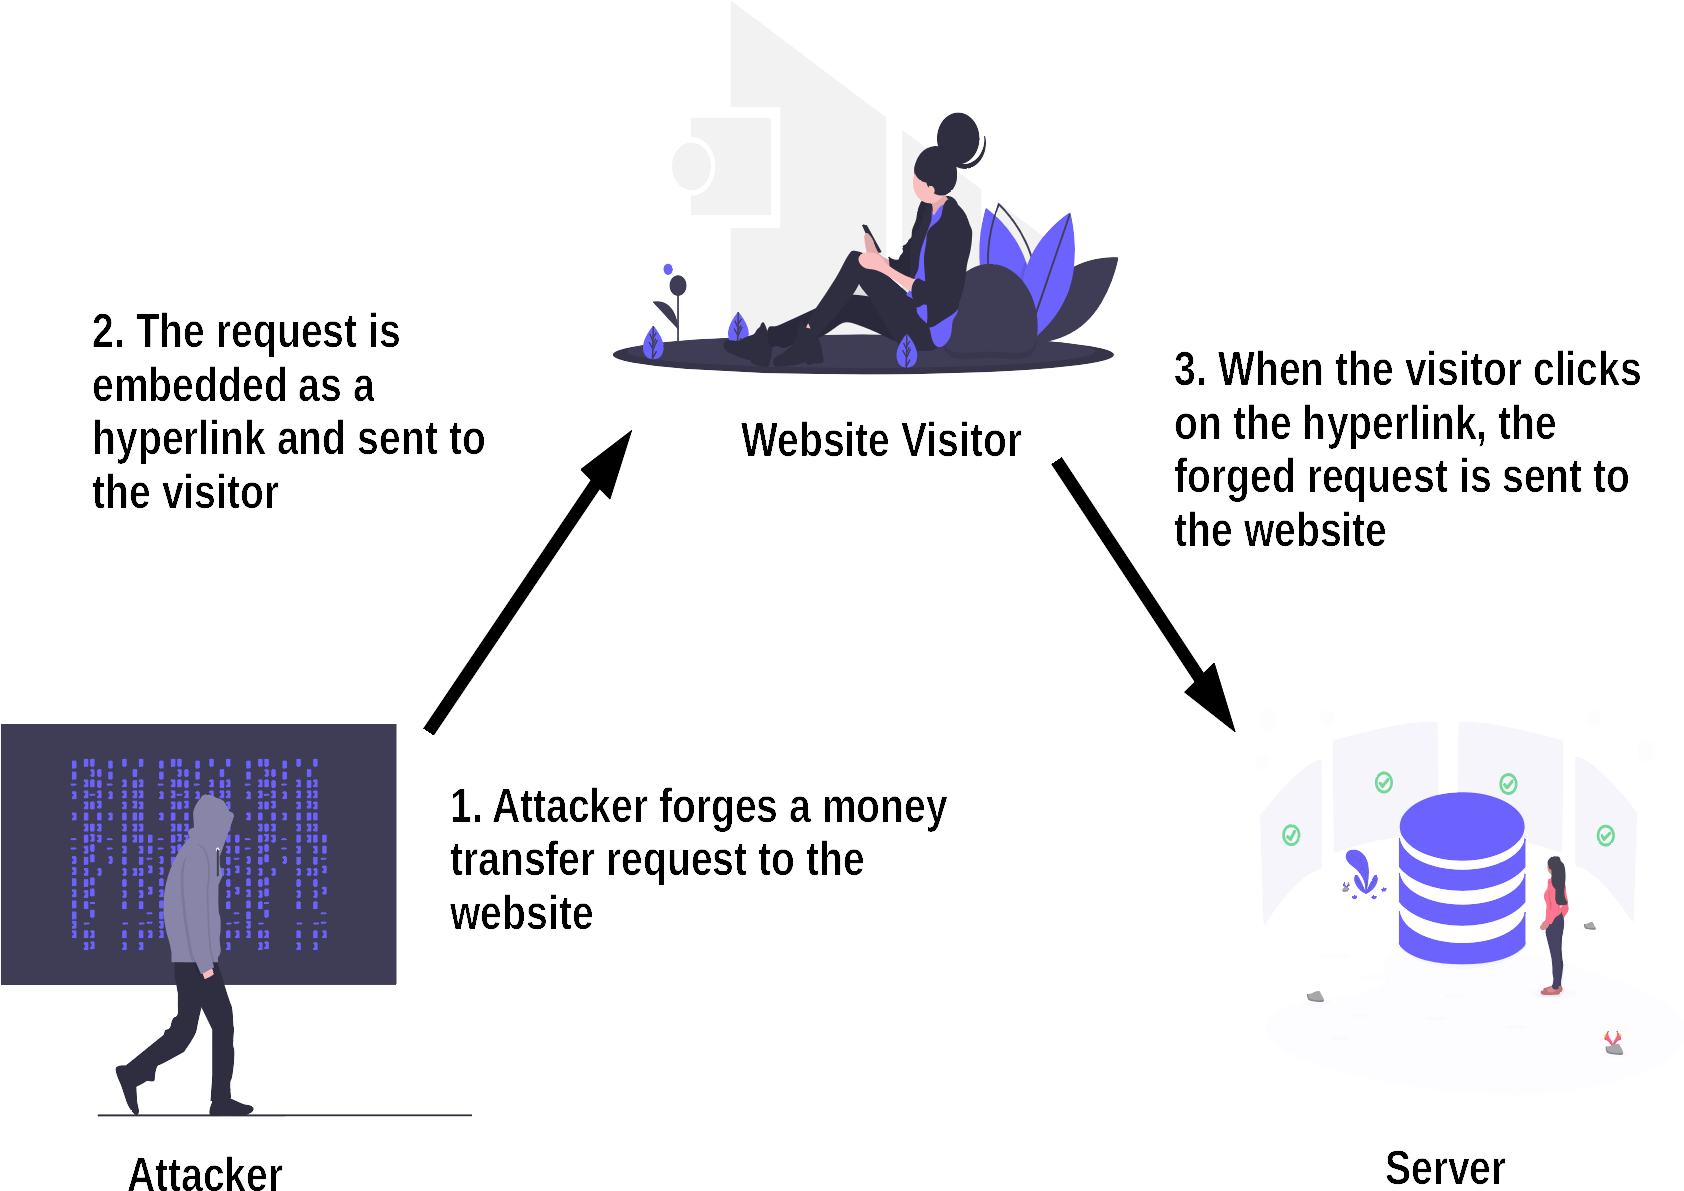 2. The request is
embedded as a
hyperlink and sent to
the visitor
Website Visitor
3. When the visitor clicks
on the hyperlink, the
forged request is sent to
the website
1. Attacker forges a money
transfer request to the
website
Attacker
Server